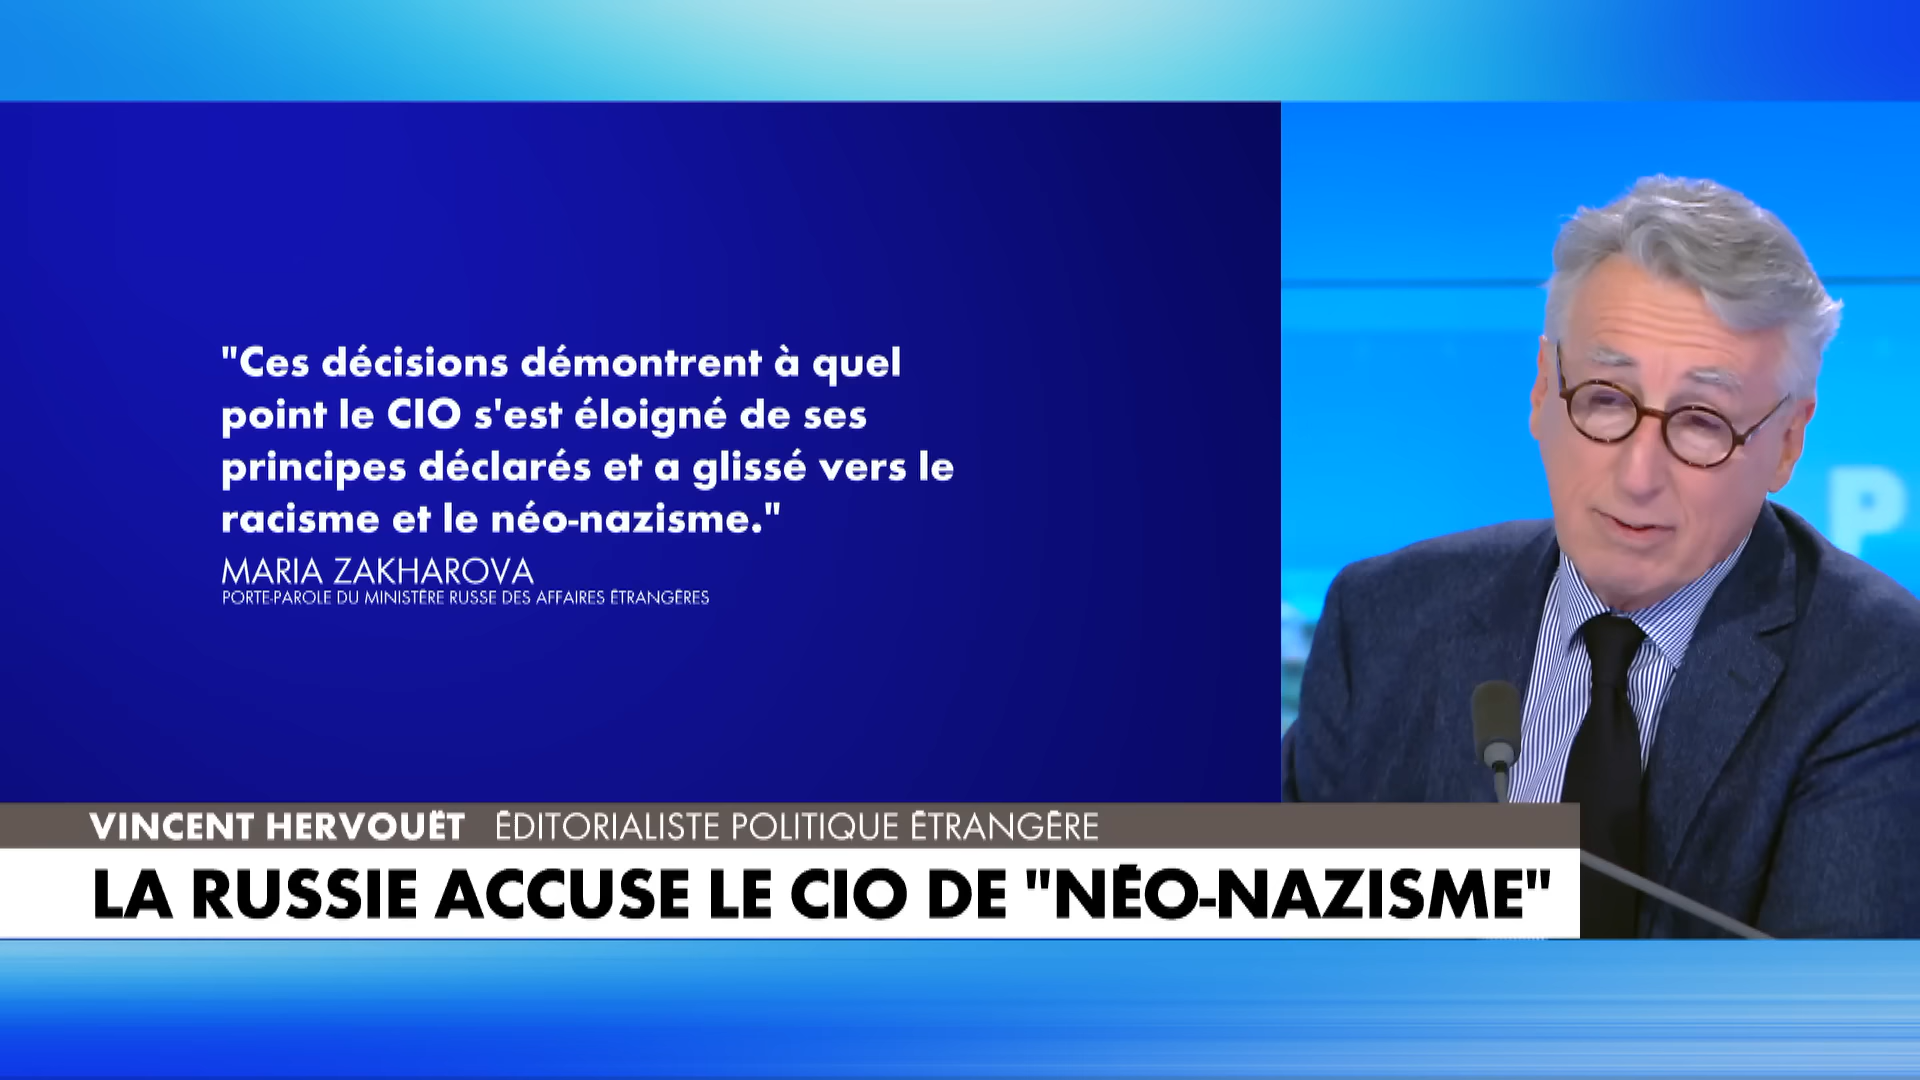 "Ces décisions démontrent à quel
point le CIO s'est éloigné de ses
principes déclarés et a glissé vers le
racisme et le néo-nazisme."
MARIA ZAKHAROVA
PORTE-PAROLE DU MINISTÈRE RUSSE DES AFFAIRES ÉTRANGÈRES
P
VINCENT HERVOUËT ÉDITORIALISTE POLITIQUE ÉTRANGÈRE
LA RUSSIE ACCUSE LE CIO DE "NÉO-NAZISME"